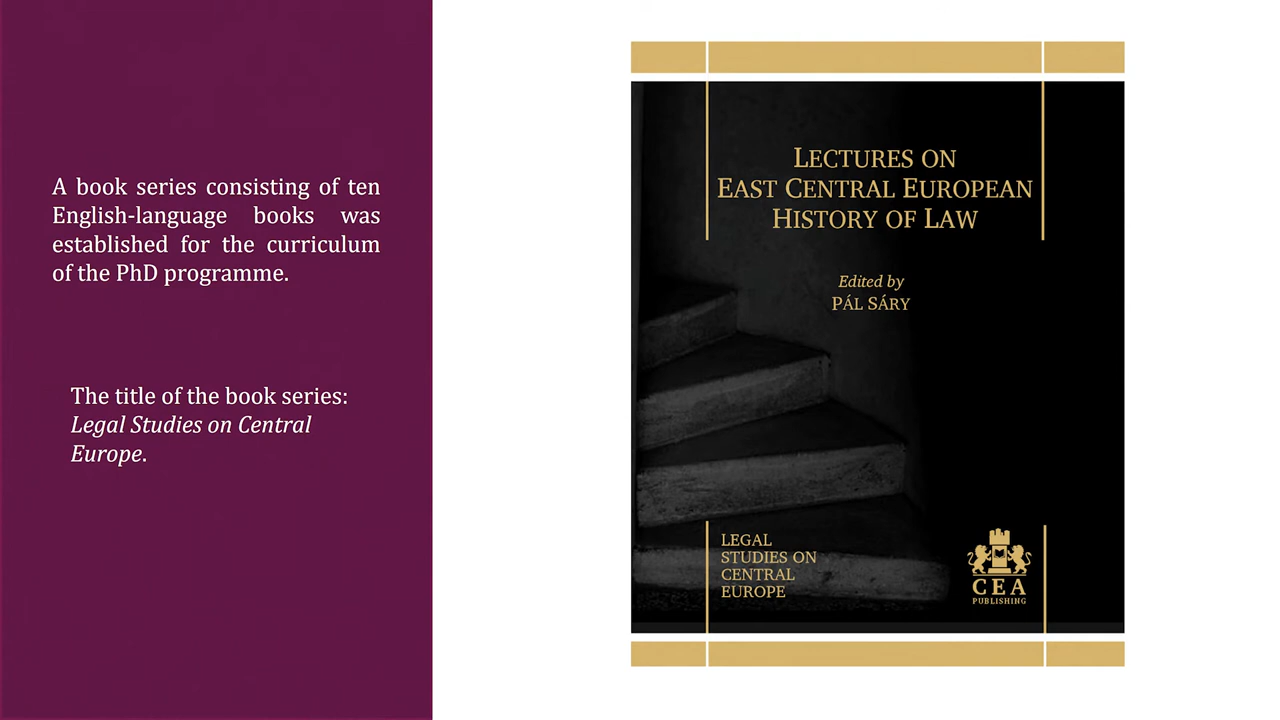 A book series consisting of ten
English-language books was
established for the curriculum
of the PhD programme.
The title of the book series:
Legal Studies on Central
Europe.
LECTURES ON
EAST CENTRAL EUROPEAN
HISTORY OF LAW
Edited by
PÁL SÁRY
LEGAL
STUDIES ON
CENTRAL
EUROPE
CEA
PUBLISHING